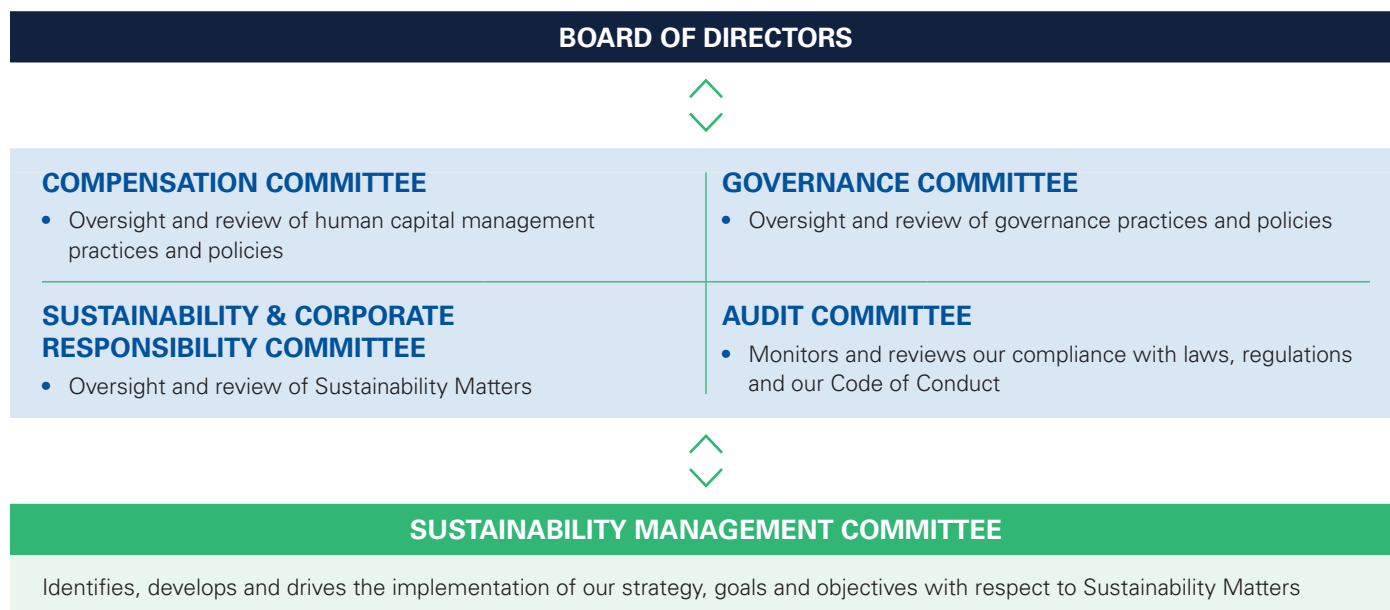 BOARD OF DIRECTORS
COMPENSATION COMMITTEE
• Oversight and review of human capital management
practices and policies
GOVERNANCE COMMITTEE
• Oversight and review of governance practices and policies
SUSTAINABILITY & CORPORATE
RESPONSIBILITY COMMITTEE
• Oversight and review of Sustainability Matters
AUDIT COMMITTEE
• Monitors and reviews our compliance with laws, regulations
and our Code of Conduct
SUSTAINABILITY MANAGEMENT COMMITTEE
Identifies, develops and drives the implementation of our strategy, goals and objectives with respect to Sustainability Matters